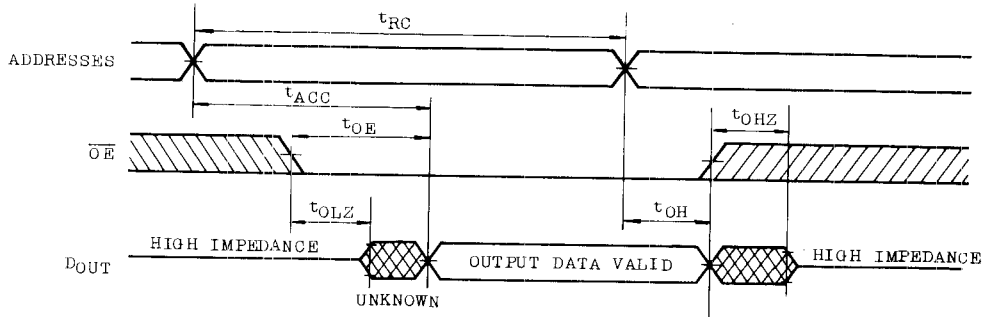 tRC
ADDRESSES
tACC
tOE
tOHZ
OE
tOLZ
tOH
HIGH IMPEDANCE
DOUT
OUTPUT DATA VALID
HIGH IMPEDANCE
UNKNOWN